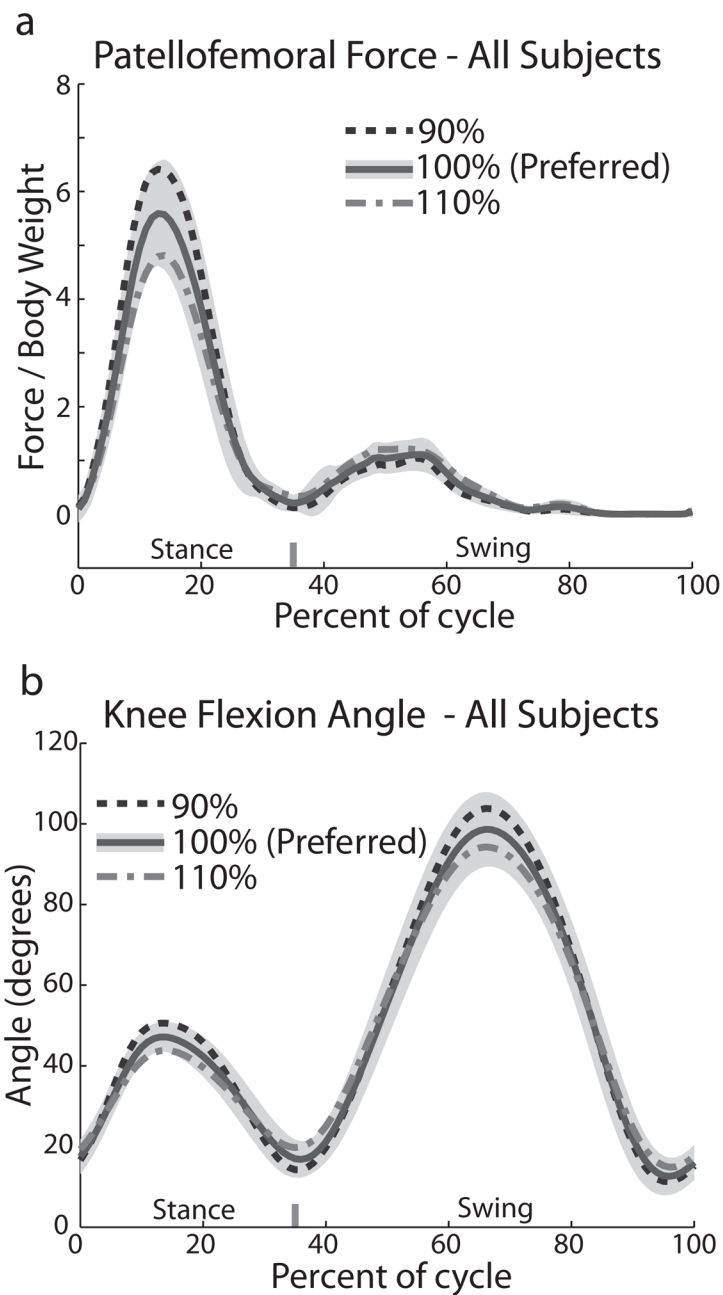 a
Patellofemoral Force - All Subjects
8
6
4
2
0
Force / Body Weight
90%
100% (Preferred)
110%
Stance
Swing
0 20 40 60 80 100
Percent of cycle
b
Knee Flexion Angle - All Subjects
120
100
80
60
40
20
0
Angle (degrees)
90%
100% (Preferred)
110%
Stance
Swing
0 20 40 60 80 100
Percent of cycle